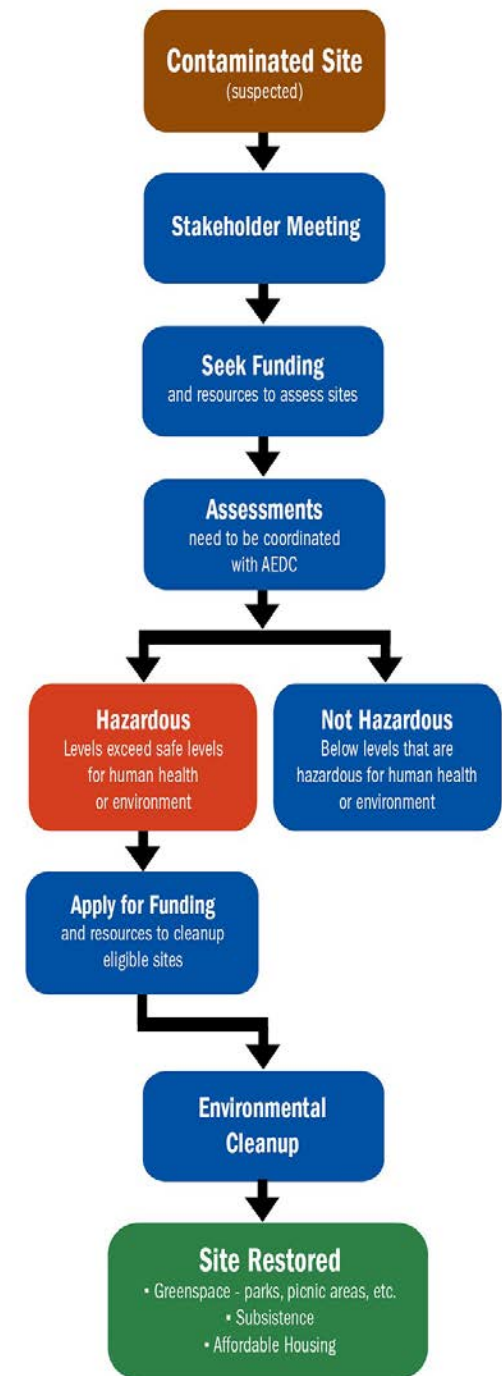 Contaminated Site
(suspected)
Stakeholder Meeting
Seek Funding
and resources to assess sites
Assessments
need to be coordinated
with AEDC
Hazardous
Levels exceed safe levels
for human health
or environment
Not Hazardous
Below levels that are
hazardous for human health
or environment
Apply for Funding
and resources to cleanup
eligible sites
Environmental
Cleanup
Site Restored
• Greenspace - parks, picnic areas, etc.
• Subsistence
• Affordable Housing